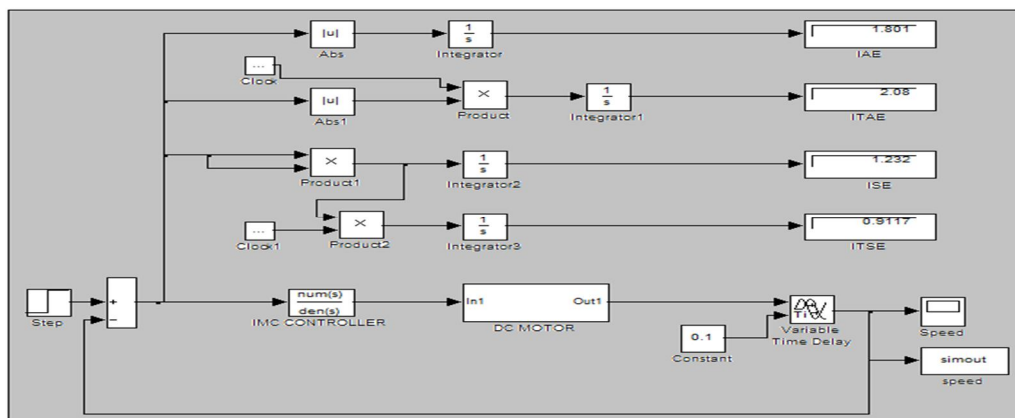 |u|
Abs
1
s
Integrator
1.801
IAE
...
Clock
|u|
Abs1
×
Product
1
s
Integrator1
2.08
ITAE
×
Product1
1
s
Integrator2
1.232
ISE
...
Clock1
×
Product2
1
s
Integrator3
0.9117
ITSE
Step
+
−
num(s)
den(s)
IMC CONTROLLER
In1
Out1
DC MOTOR
0.1
Constant
Ti
Variable
Time Delay
Speed
simout
speed